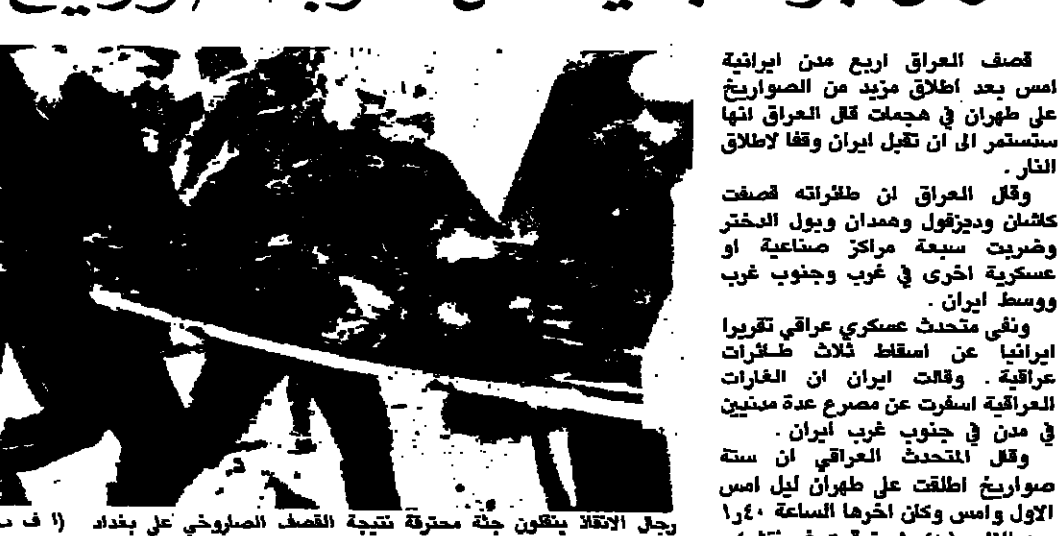 قصف العراق اربع مدن ايرانية
امس بعد اطلاق مزيد من الصواريخ
على طهران في هجمات قال العراق انها
ستستمر الى ان تقبل ايران وقفا لاطلاق
النار .
وقال العراق ان طائراته قصفت
كاشان وديزفول وهمدان وبول الدختر
وضربت سبعة مراكز صناعية او
عسكرية اخرى في غرب وجنوب غرب
ووسط ايران .
ونفى متحدث عسكري عراقي تقريرا
ايرانيا عن اسقاط ثلاث طائرات
عراقية . وقالت ايران ان الغارات
العراقية اسفرت عن مصرع عدة مدنيين
في مدن في جنوب غرب ايران .
وقال المتحدث العراقي ان ستة
صواريخ اطلقت على طهران ليل امس
الاول وامس وكان اخرها الساعة ١ر٤٠
رجال الانقاذ ينقلون جثة محترقة نتيجة القصف الصاروخي على بغداد (ا ف ب